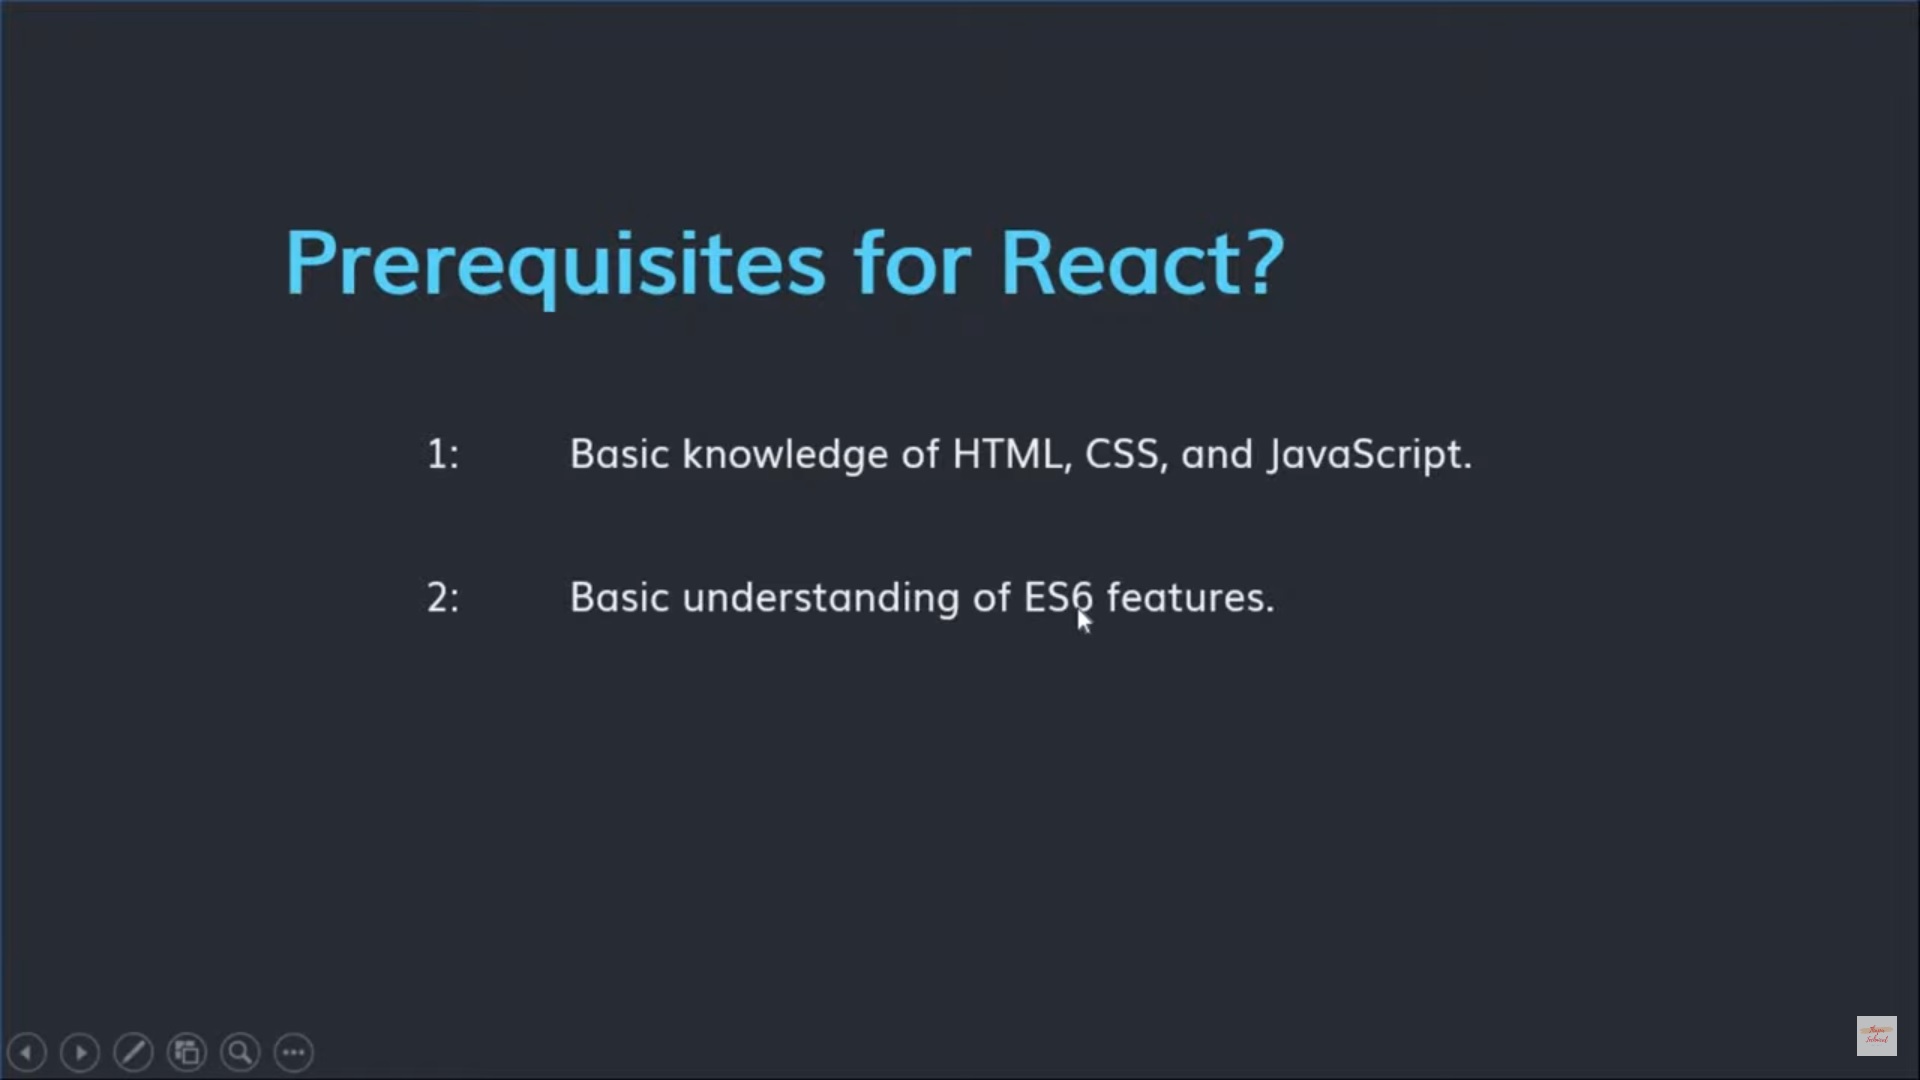 Prerequisites for React?
1: Basic knowledge of HTML, CSS, and JavaScript.
2: Basic understanding of ES6 features.